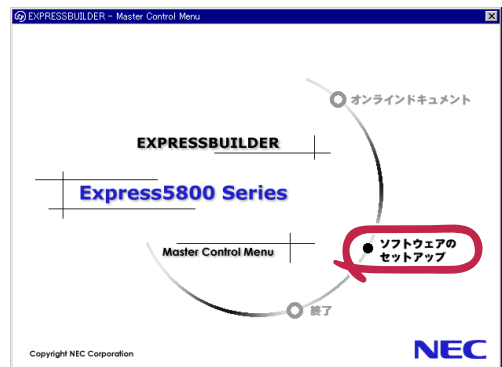 EXPRESSBUILDER - Master Control Menu
オンラインドキュメント
EXPRESSBUILDER
Express5800 Series
ソフトウェアの
セットアップ
Master Control Menu
終了
Copyright NEC Corporation
NEC